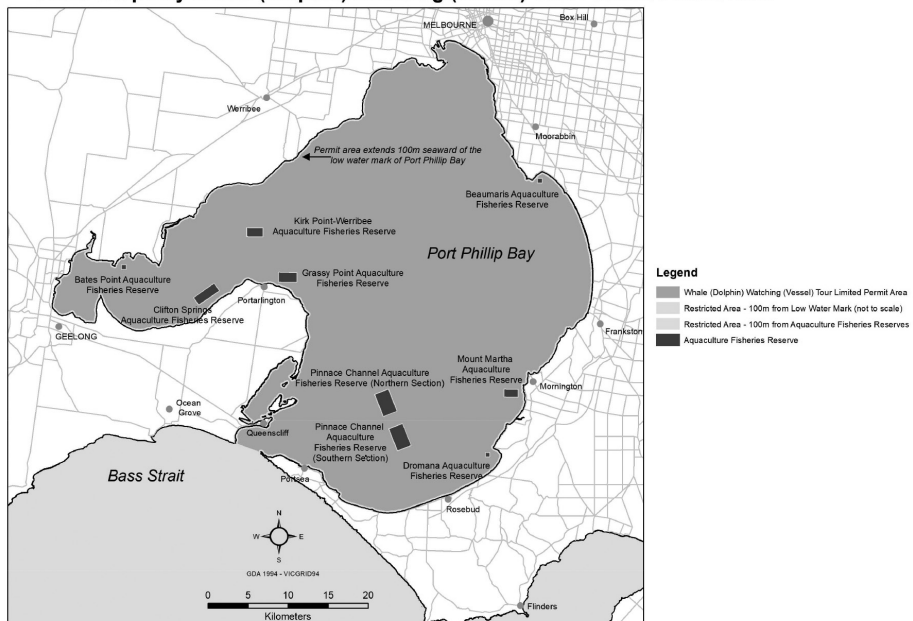 MELBOURNE
Box Hill
Werribee
Moorabbin
Permit area extends 100m seaward of the
low water mark of Port Phillip Bay
Beaumaris Aquaculture
Fisheries Reserve
Kirk Point-Werribee
Aquaculture Fisheries Reserve
Port Phillip Bay
Bates Point Aquaculture
Fisheries Reserve
Grassy Point Aquaculture
Fisheries Reserve
Clifton Springs
Aquaculture Fisheries Reserve
Portarlington
GEELONG
Frankston
Mount Martha
Aquaculture
Fisheries Reserve
Pinnace Channel Aquaculture
Fisheries Reserve (Northern Section)
Mornington
Ocean
Grove
Queenscliff
Pinnace Channel
Aquaculture
Fisheries Reserve
(Southern Section)
Dromana Aquaculture
Fisheries Reserve
Bass Strait
Portsea
Rosebud
N
W
E
S
GDA 1994 - VICGRID94
0 5 10 15 20
Kilometers
Flinders
Legend
Whale (Dolphin) Watching (Vessel) Tour Limited Permit Area
Restricted Area - 100m from Low Water Mark (not to scale)
Restricted Area - 100m from Aquaculture Fisheries Reserves
Aquaculture Fisheries Reserve